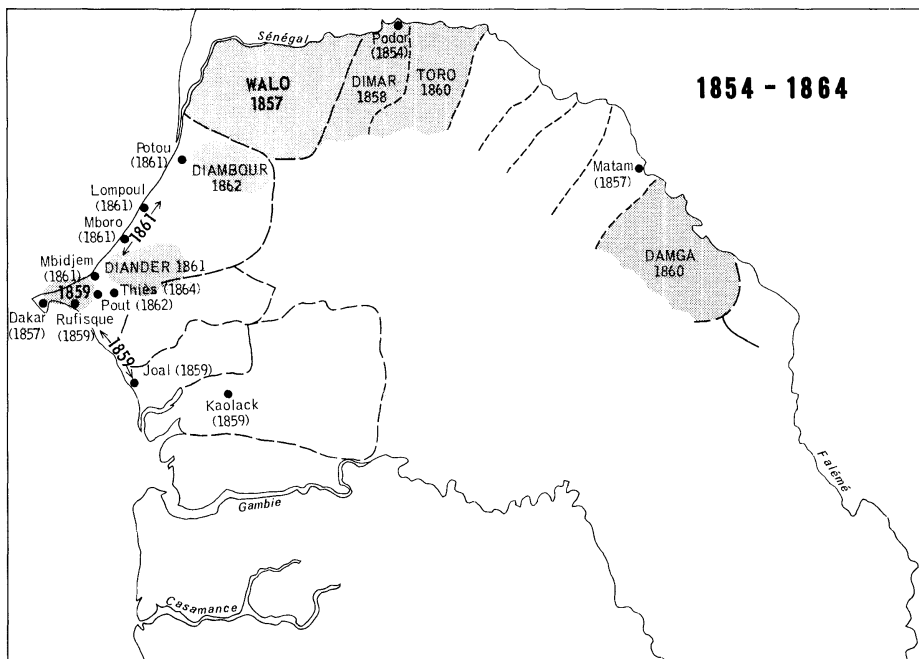 Sénégal
Podor
(1854)
1854 - 1864
WALO
1857
DIMAR
1858
TORO
1860
Potou
(1861)
DIAMBOUR
1862
Matam
(1857)
Lompoul
(1861)
1861
Mboro
(1861)
DAMGA
1860
Mbidjem
(1861)
DIANDER 1861
1859
Thiès (1864)
Pout (1862)
Dakar
(1857)
Rufisque
(1859)
1859
Joal (1859)
Kaolack
(1859)
Falémé
Gambie
Casamance